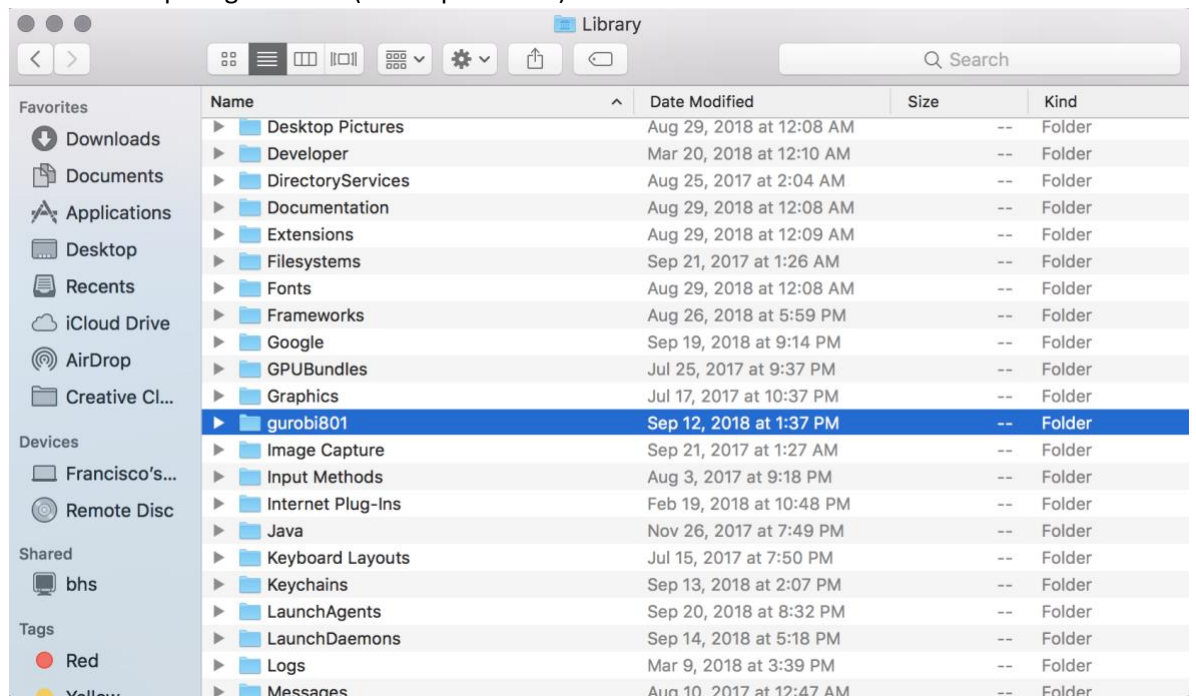 Library
Search
Favorites
Downloads
Documents
Applications
Desktop
Recents
iCloud Drive
AirDrop
Creative Cl...
Devices
Francisco's...
Remote Disc
Shared
bhs
Tags
Red
Yellow
Name Date Modified Size Kind
Desktop Pictures Aug 29, 2018 at 12:08 AM -- Folder
Developer Mar 20, 2018 at 12:10 AM -- Folder
DirectoryServices Aug 25, 2017 at 2:04 AM -- Folder
Documentation Aug 29, 2018 at 12:08 AM -- Folder
Extensions Aug 29, 2018 at 12:09 AM -- Folder
Filesystems Sep 21, 2017 at 1:26 AM -- Folder
Fonts Aug 29, 2018 at 12:08 AM -- Folder
Frameworks Aug 26, 2018 at 5:59 PM -- Folder
Google Sep 19, 2018 at 9:14 PM -- Folder
GPUBundles Jul 25, 2017 at 9:37 PM -- Folder
Graphics Jul 17, 2017 at 10:37 PM -- Folder
gurobi801 Sep 12, 2018 at 1:37 PM -- Folder
Image Capture Sep 21, 2017 at 1:27 AM -- Folder
Input Methods Aug 3, 2017 at 9:18 PM -- Folder
Internet Plug-Ins Feb 19, 2018 at 10:48 PM -- Folder
Java Nov 26, 2017 at 7:49 PM -- Folder
Keyboard Layouts Jul 15, 2017 at 7:50 PM -- Folder
Keychains Sep 13, 2018 at 2:07 PM -- Folder
LaunchAgents Sep 20, 2018 at 8:32 PM -- Folder
LaunchDaemons Sep 14, 2018 at 5:18 PM -- Folder
Logs Mar 9, 2018 at 3:39 PM -- Folder
Messages Aug 10, 2017 at 12:47 AM -- Folder